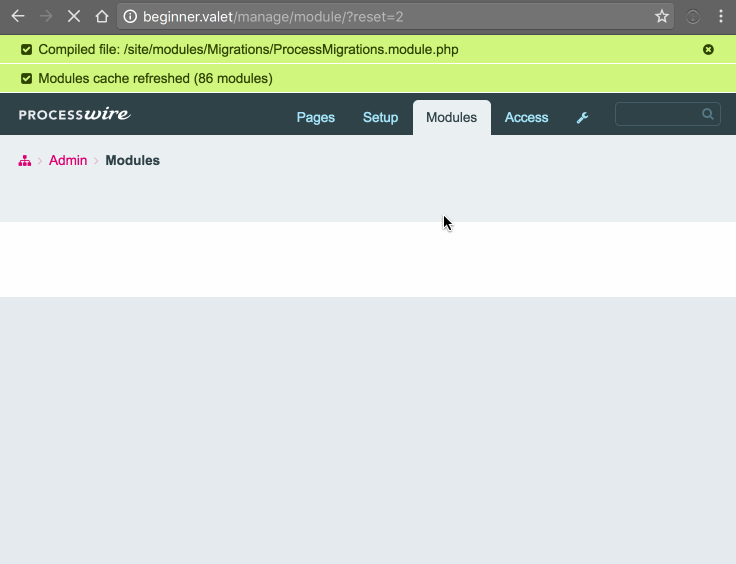 beginner.valet/manage/module/?reset=2
Compiled file: /site/modules/Migrations/ProcessMigrations.module.php
Modules cache refreshed (86 modules)
PROCESSwire Pages Setup Modules Access
Admin Modules